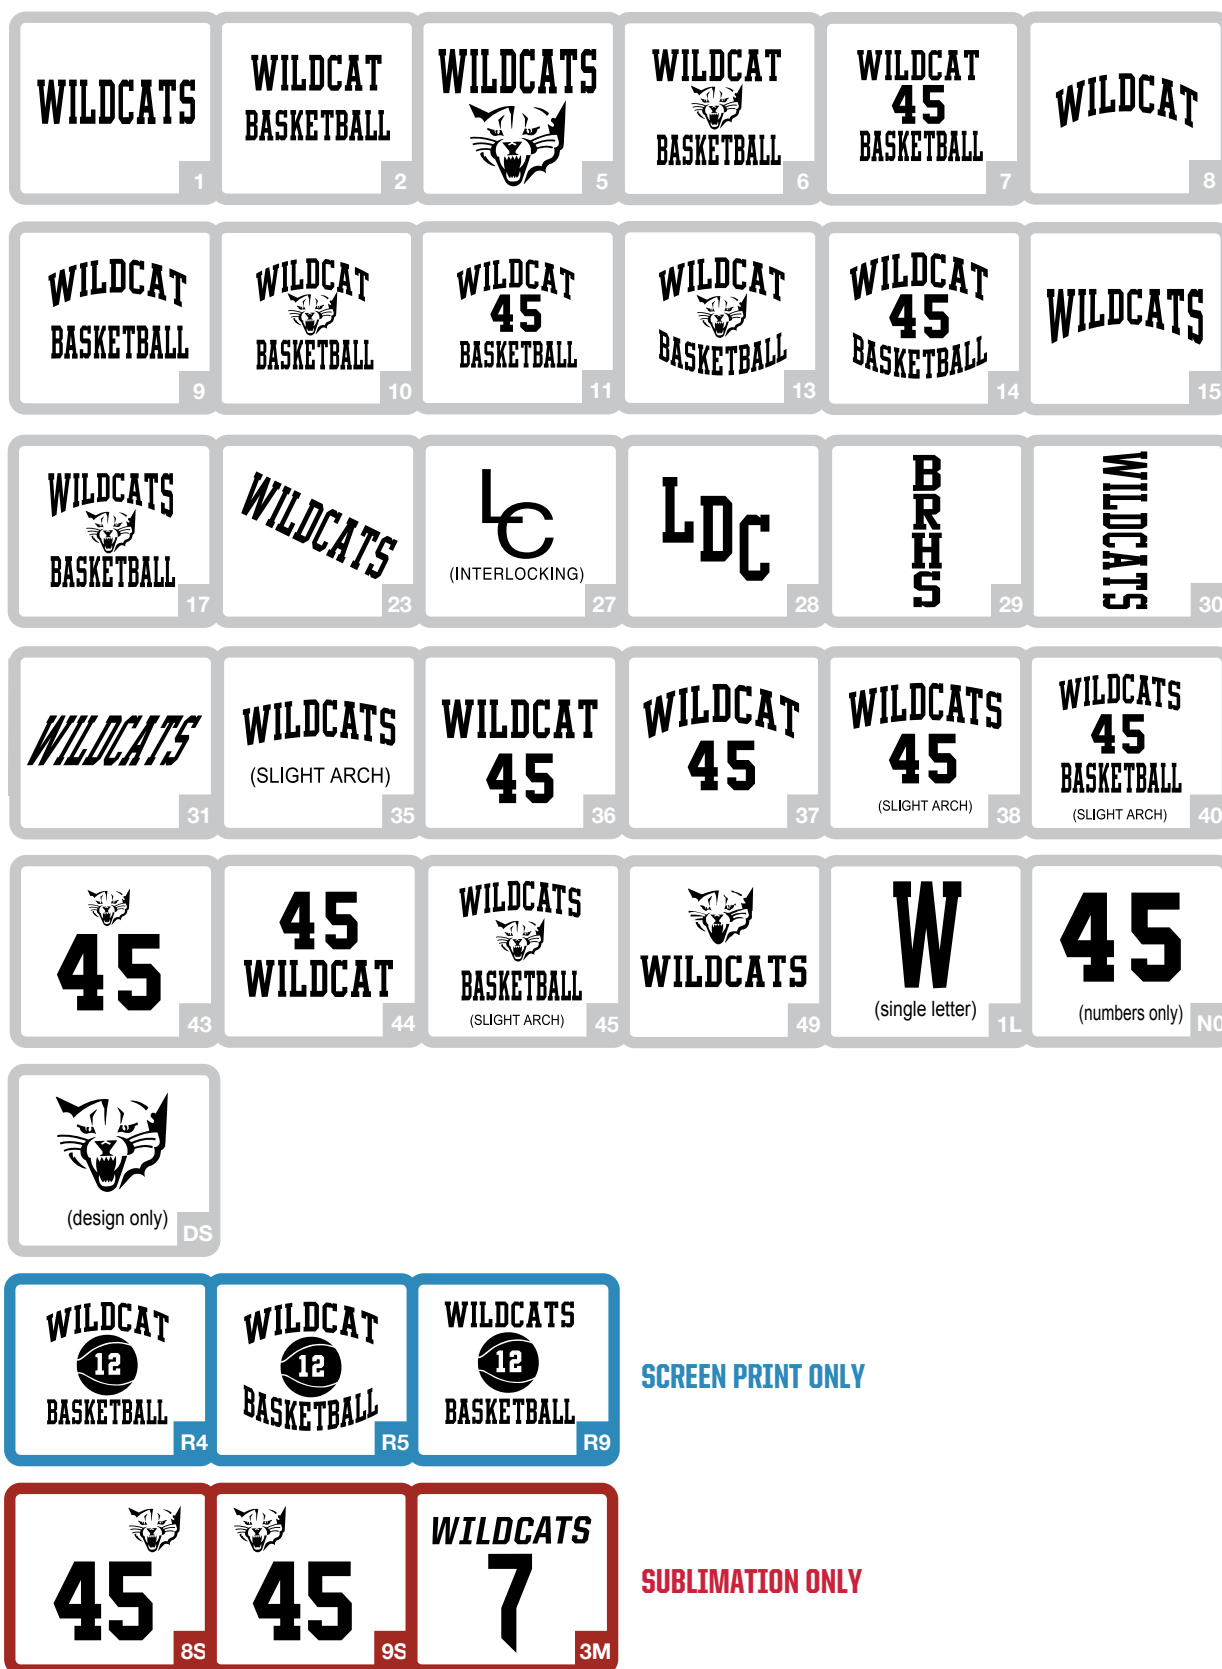 WILDCATS
1
WILDCAT
BASKETBALL
2
WILDCATS
5
WILDCAT
BASKETBALL
6
WILDCAT
45
BASKETBALL
7
WILDCAT
8
WILDCAT
BASKETBALL
9
WILDCAT
BASKETBALL
10
WILDCAT
45
BASKETBALL
11
WILDCAT
BASKETBALL
13
WILDCAT
45
BASKETBALL
14
WILDCATS
15
WILDCATS
BASKETBALL
17
WILDCATS
23
LC
(INTERLOCKING)
27
LDC
28
BRHS
29
WILDCATS
30
WILDCATS
31
WILDCATS
(SLIGHT ARCH)
35
WILDCAT
45
36
WILDCAT
45
37
WILDCATS
45
(SLIGHT ARCH)
38
WILDCATS
45
BASKETBALL
(SLIGHT ARCH)
40
45
43
45
WILDCAT
44
WILDCATS
BASKETBALL
(SLIGHT ARCH)
45
WILDCATS
49
W
(single letter)
1L
45
(numbers only)
N0
(design only)
DS
WILDCAT
12
BASKETBALL
R4
WILDCAT
12
BASKETBALL
R5
WILDCATS
12
BASKETBALL
R9
SCREEN PRINT ONLY
45
8S
45
9S
WILDCATS
7
3M
SUBLIMATION ONLY